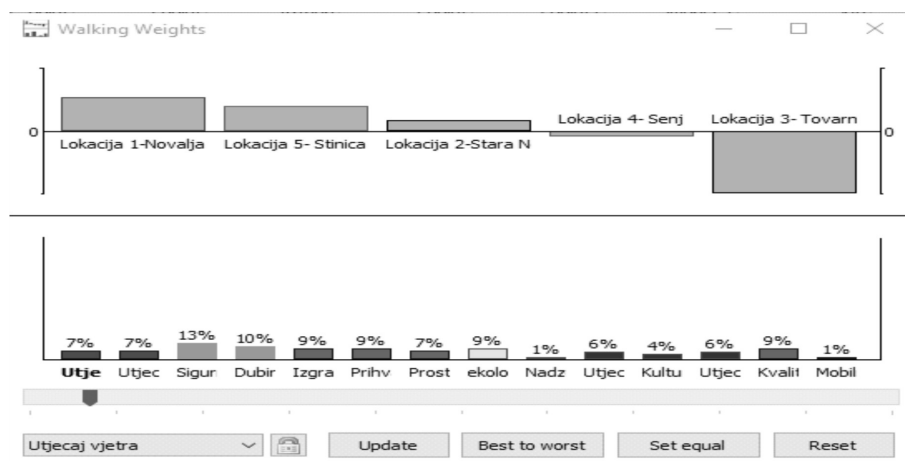 Walking Weights
Lokacija 4- Senj Lokacija 3- Tovarn
0 0
Lokacija 1-Novalja Lokacija 5- Stinica Lokacija 2-Stara N
7% 7% 13% 10% 9% 9% 7% 9% 1% 6% 4% 6% 9% 1%
Utje Utjec Sigur Dubir Izgra Prihv Prost ekolo Nadz Utjec Kultu Utjec Kvalit Mobil
Utjecaj vjetra Update Best to worst Set equal Reset